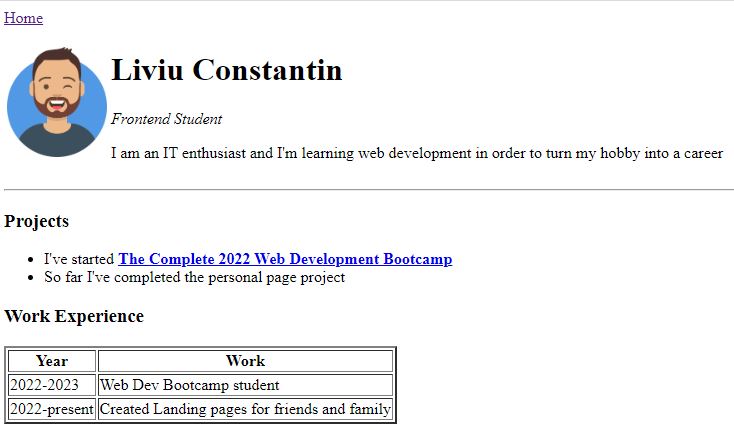 Home
Liviu Constantin
Frontend Student
I am an IT enthusiast and I'm learning web development in order to turn my hobby into a career
Projects
I've started The Complete 2022 Web Development Bootcamp
So far I've completed the personal page project
Work Experience
Year Work
2022-2023 Web Dev Bootcamp student
2022-present Created Landing pages for friends and family